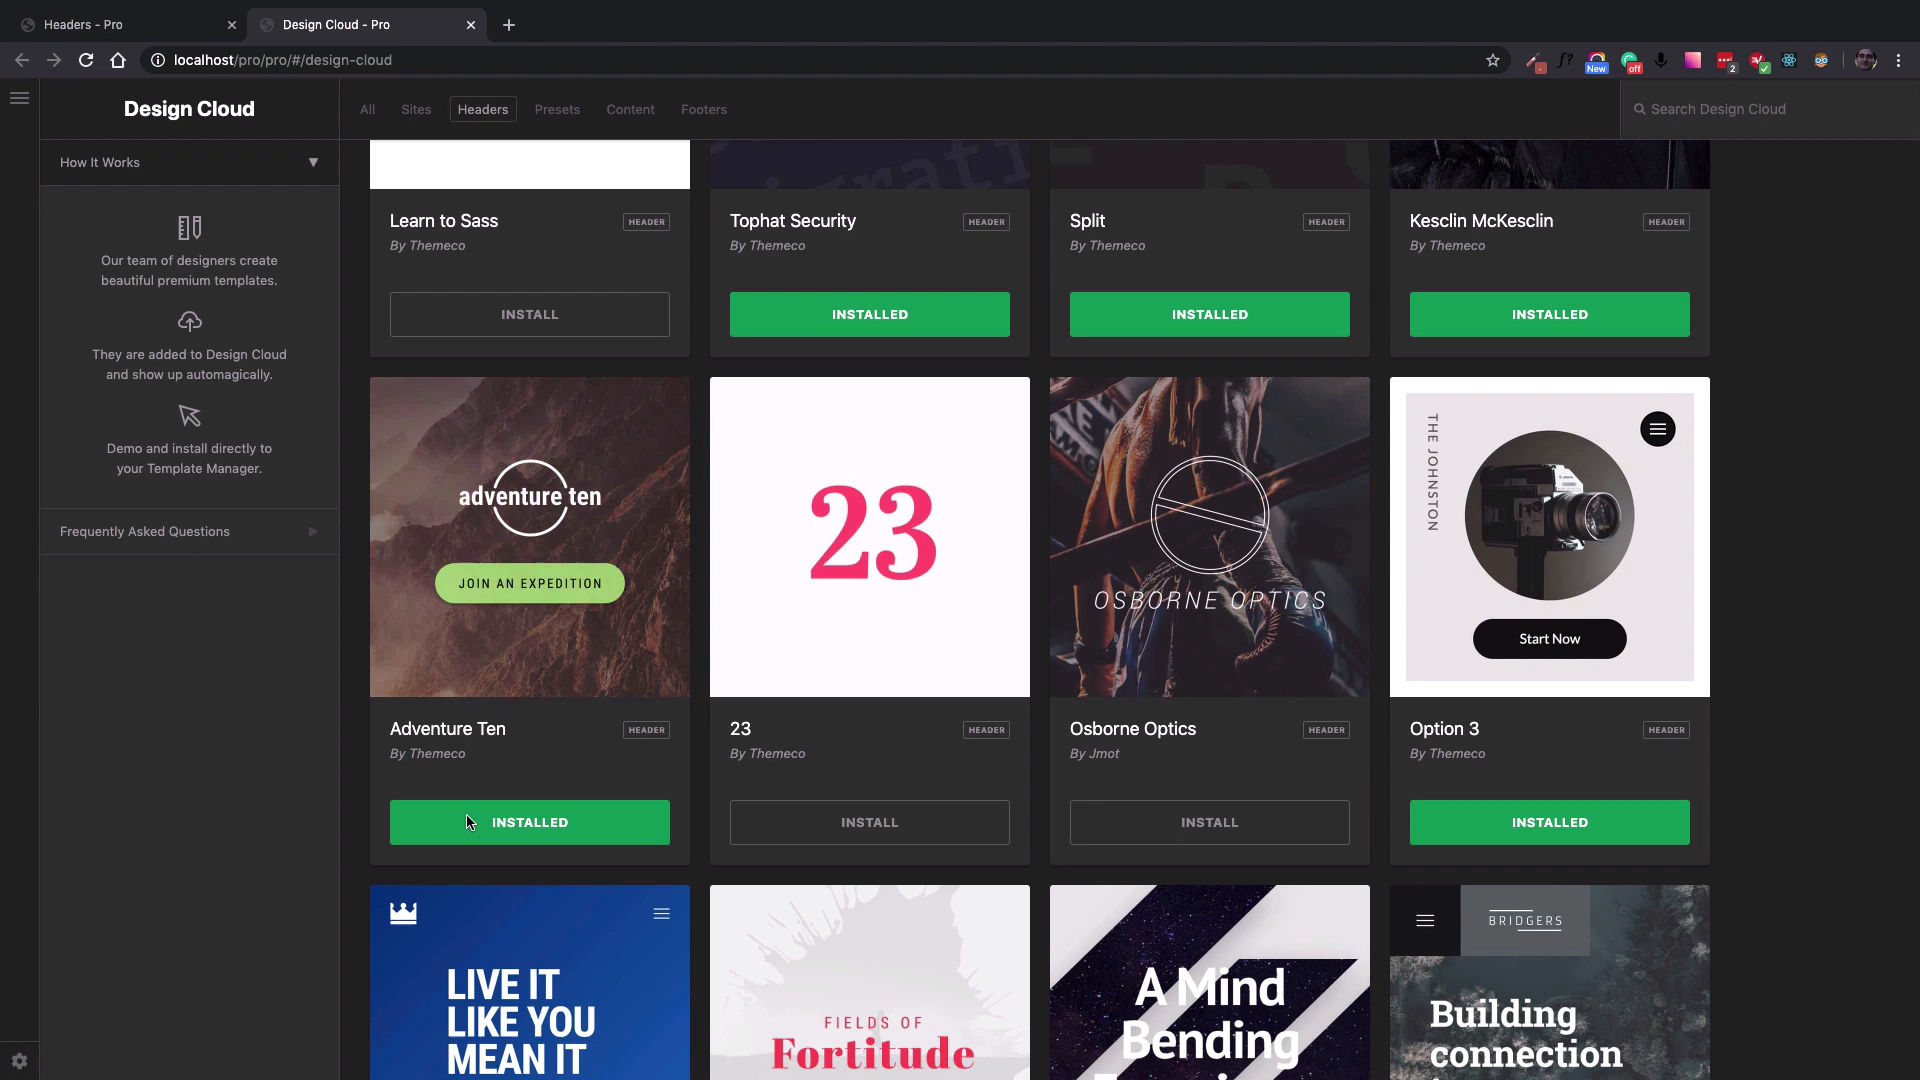 Headers - Pro
Design Cloud - Pro
localhost/pro/pro/#/design-cloud
New
off
2
Design Cloud
All
Sites
Headers
Presets
Content
Footers
Search Design Cloud
How It Works
Our team of designers create
beautiful premium templates.
They are added to Design Cloud
and show up automagically.
Demo and install directly to
your Template Manager.
Frequently Asked Questions
Learn to Sass
HEADER
By Themeco
INSTALL
Tophat Security
HEADER
By Themeco
INSTALLED
Split
HEADER
By Themeco
INSTALLED
Kesclin McKesclin
HEADER
By Themeco
INSTALLED
adventure ten
JOIN AN EXPEDITION
Adventure Ten
HEADER
By Themeco
INSTALLED
23
23
HEADER
By Themeco
INSTALL
OSBORNE OPTICS
Osborne Optics
HEADER
By Jmot
INSTALL
THE JOHNSTON
Start Now
Option 3
HEADER
By Themeco
INSTALLED
LIVE IT
LIKE YOU
MEAN IT
FIELDS OF
Fortitude
A Mind
Bending
BRIDGERS
Building
connection